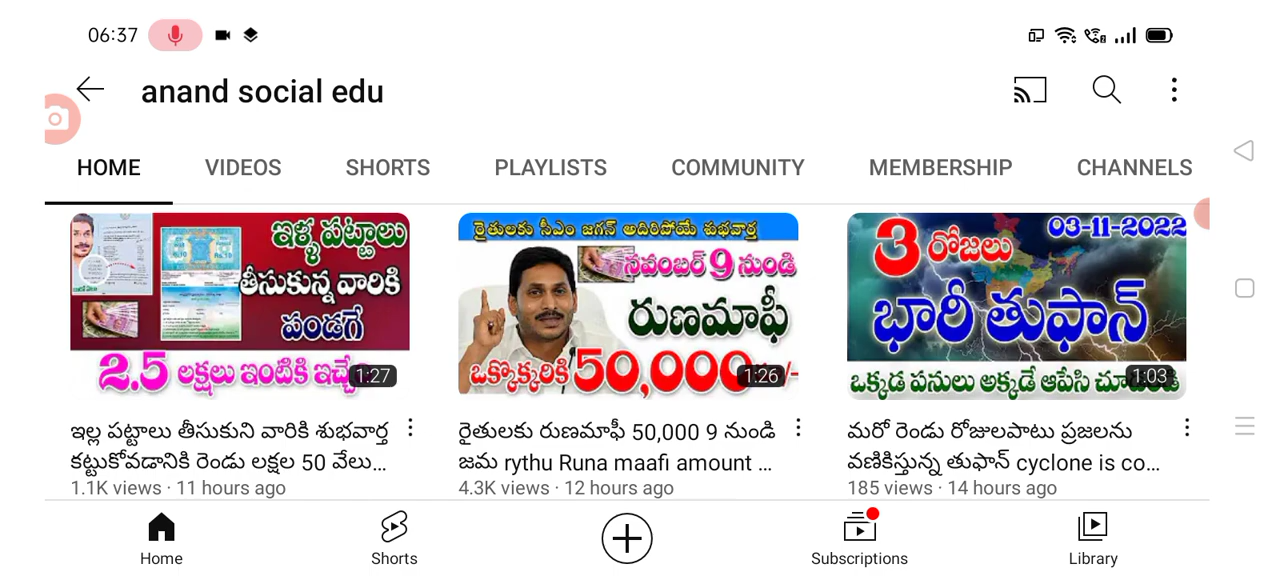 06:37
anand social edu
HOME VIDEOS SHORTS PLAYLISTS COMMUNITY MEMBERSHIP CHANNELS
ఇళ్ళ పట్టాలు
తీసుకున్న వారికి
పండగే
2.5 లక్షలు ఇంటికి ఇచ్చే
1:27
రైతులకు సీఎం జగన్ అదిరిపోయే శుభవార్త
నవంబర్ 9 నుండి
రుణమాఫీ
ఒక్కొక్కరికి 50,000/-
1:26
03-11-2022
3 రోజులు
భారీ తుఫాన్
ఒక్కడ పనులు అక్కడే ఆపేసి
1:03
ఇల్ల పట్టాలు తీసుకుని వారికి శుభవార్త
కట్టుకోవడానికి రెండు లక్షల 50 వేలు...
1.1K views · 11 hours ago
రైతులకు రుణమాఫీ 50,000 9 నుండి
జమ rythu Runa maafi amount ...
4.3K views · 12 hours ago
మరో రెండు రోజులపాటు ప్రజలను
వణికిస్తున్న తుఫాన్ cyclone is co...
185 views · 14 hours ago
Home Shorts Subscriptions Library